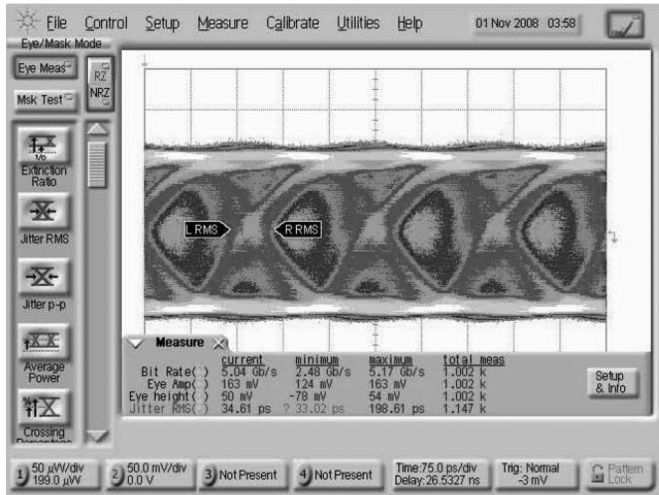 File Control Setup Measure Calibrate Utilities Help 01 Nov 2008 03:58
Eye/Mask Mode
Eye Meas
RZ
NRZ
Msk Test
1/0
Extinction
Ratio
Jitter RMS
Jitter p-p
Average
Power
Crossing
Percentage
L RMS R RMS
Measure
current minimum maximum total meas
Bit Rate( ) 5.04 Gb/s 2.48 Gb/s 5.17 Gb/s 1.002 k
Eye Amp( ) 163 mV 124 mV 163 mV 1.002 k
Eye height( ) 50 mV -78 mV 54 mV 1.002 k
Jitter RMS( ) 34.61 ps ? 33.02 ps 198.61 ps 1.147 k
Setup
& Info
1) 50 µW/div
199.0 µW
2) 50.0 mV/div
0.0 V
3) Not Present
4) Not Present
Time:75.0 ps/div
Delay:26.5327 ns
Trig: Normal
-3 mV
Pattern
Lock